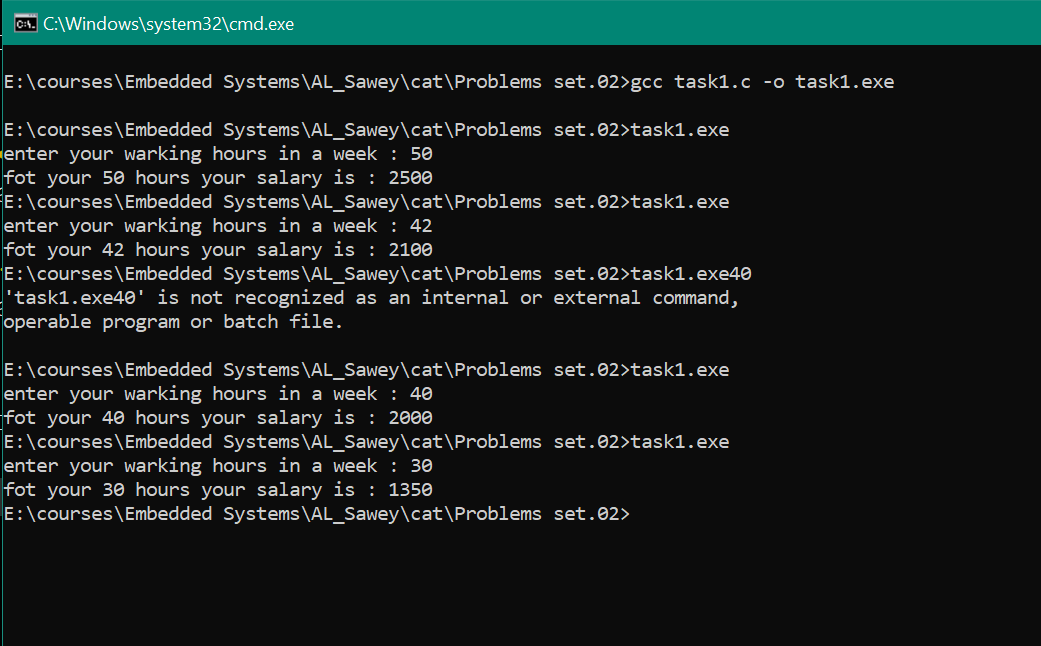 C:\Windows\system32\cmd.exe
E:\courses\Embedded Systems\AL_Sawey\cat\Problems set.02>gcc task1.c -o task1.exe
E:\courses\Embedded Systems\AL_Sawey\cat\Problems set.02>task1.exe
enter your warking hours in a week : 50
fot your 50 hours your salary is : 2500
E:\courses\Embedded Systems\AL_Sawey\cat\Problems set.02>task1.exe
enter your warking hours in a week : 42
fot your 42 hours your salary is : 2100
E:\courses\Embedded Systems\AL_Sawey\cat\Problems set.02>task1.exe40
'task1.exe40' is not recognized as an internal or external command,
operable program or batch file.
E:\courses\Embedded Systems\AL_Sawey\cat\Problems set.02>task1.exe
enter your warking hours in a week : 40
fot your 40 hours your salary is : 2000
E:\courses\Embedded Systems\AL_Sawey\cat\Problems set.02>task1.exe
enter your warking hours in a week : 30
fot your 30 hours your salary is : 1350
E:\courses\Embedded Systems\AL_Sawey\cat\Problems set.02>